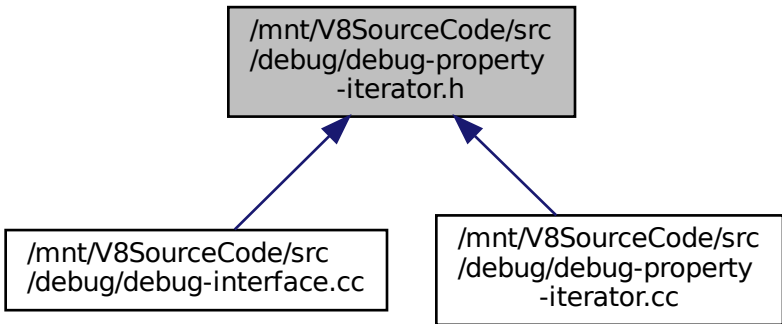 /mnt/V8SourceCode/src
/debug/debug-property
-iterator.h
/mnt/V8SourceCode/src
/debug/debug-interface.cc
/mnt/V8SourceCode/src
/debug/debug-property
-iterator.cc